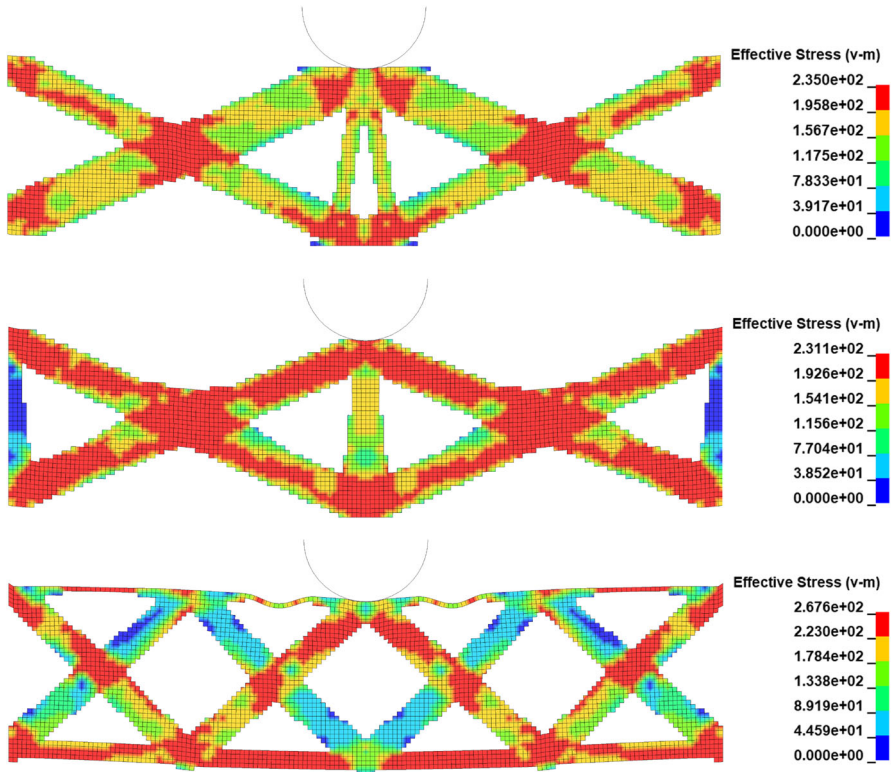 Effective Stress (v-m)
2.350e+02
1.958e+02
1.567e+02
1.175e+02
7.833e+01
3.917e+01
0.000e+00
Effective Stress (v-m)
2.311e+02
1.926e+02
1.541e+02
1.156e+02
7.704e+01
3.852e+01
0.000e+00
Effective Stress (v-m)
2.676e+02
2.230e+02
1.784e+02
1.338e+02
8.919e+01
4.459e+01
0.000e+00